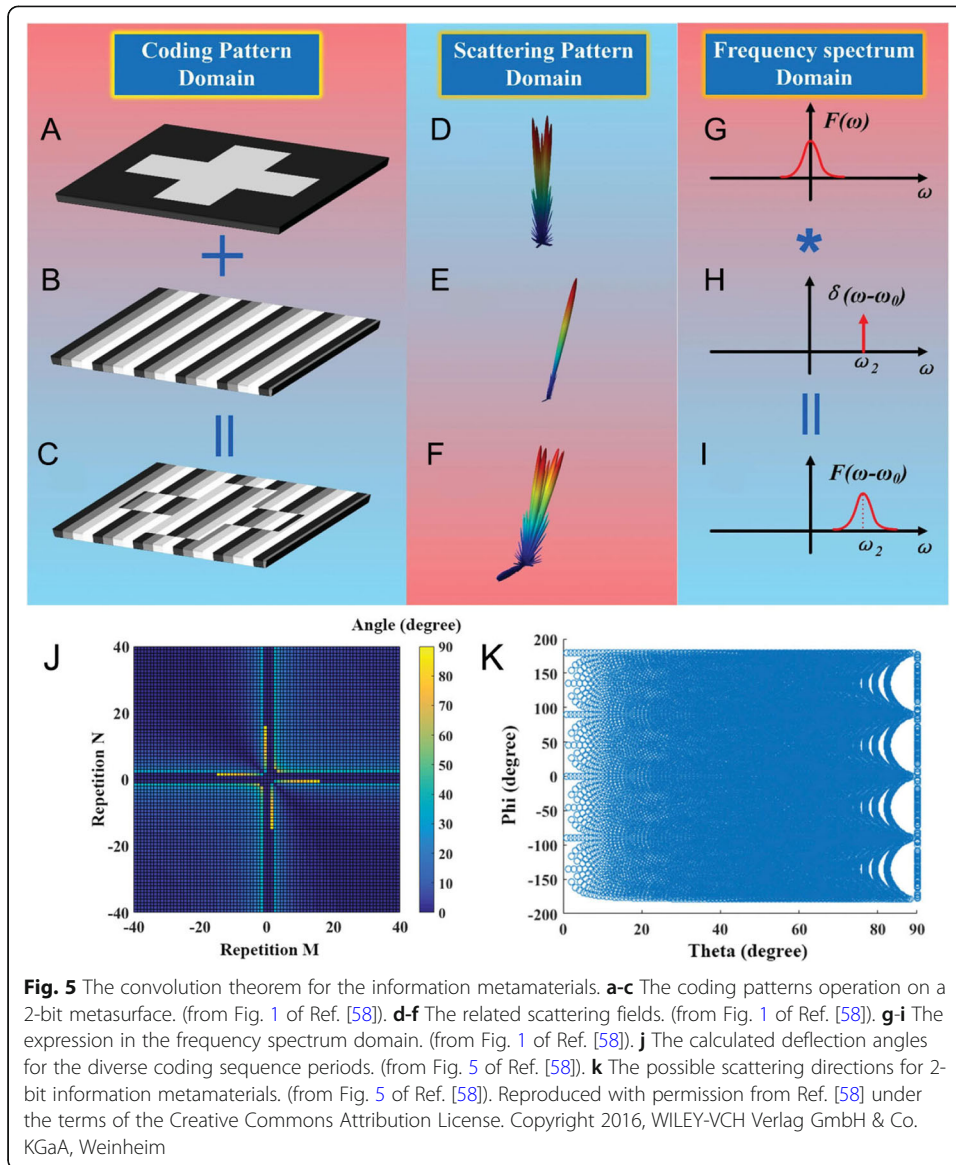 Coding Pattern
Domain
Scattering Pattern
Domain
Frequency spectrum
Domain
A
+
B
=
C
D
E
F
G
F(ω)
ω
*
H
δ(ω-ω₀)
ω₂
ω
=
I
F(ω-ω₀)
ω₂
ω
J
Angle (degree)
40
20
0
-20
-40
Repetition N
-40
-20
0
20
40
Repetition M
90
80
70
60
50
40
30
20
10
0
K
200
150
100
50
0
-50
-100
-150
-200
Phi (degree)
0
20
40
60
80
90
Theta (degree)
Fig. 5 The convolution theorem for the information metamaterials. a-c The coding patterns operation on a
2-bit metasurface. (from Fig. 1 of Ref. [58]). d-f The related scattering fields. (from Fig. 1 of Ref. [58]). g-i The
expression in the frequency spectrum domain. (from Fig. 1 of Ref. [58]). j The calculated deflection angles
for the diverse coding sequence periods. (from Fig. 5 of Ref. [58]). k The possible scattering directions for 2-
bit information metamaterials. (from Fig. 5 of Ref. [58]). Reproduced with permission from Ref. [58] under
the terms of the Creative Commons Attribution License. Copyright 2016, WILEY-VCH Verlag GmbH & Co.
KGaA, Weinheim